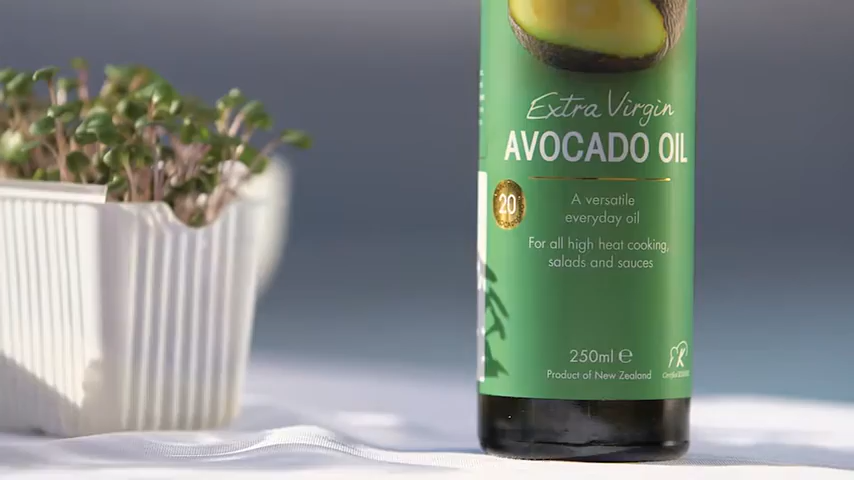 Extra Virgin
AVOCADO OIL
20
A versatile
everyday oil
For all high heat cooking,
salads and sauces
250ml ℮
Product of New Zealand
K
Certified